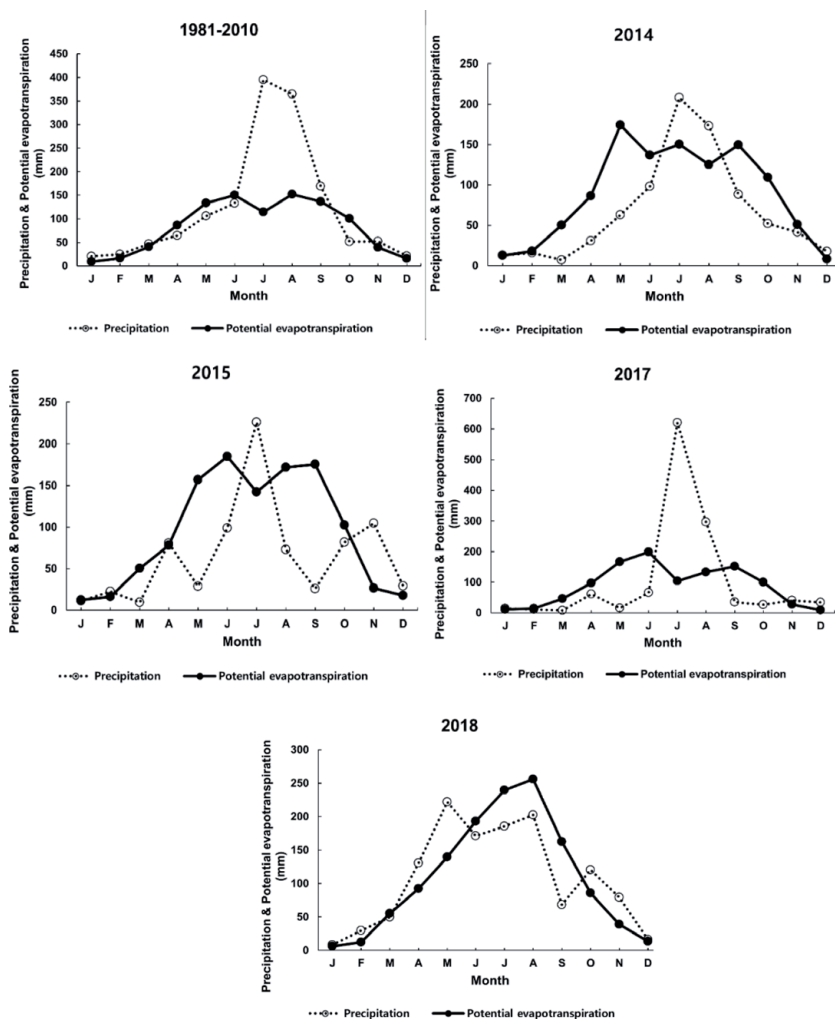 1981-2010
Precipitation & Potential evapotranspiration
(mm)
450
400
350
300
250
200
150
100
50
0
J F M A M J J A S O N D
Month
Precipitation Potential evapotranspiration
2014
Precipitation & Potential evapotranspiration
(mm)
250
200
150
100
50
0
J F M A M J J A S O N D
Month
Precipitation Potential evapotranspiration
2015
Precipitation & Potential evapotranspiration
(mm)
250
200
150
100
50
0
J F M A M J J A S O N D
Month
Precipitation Potential evapotranspiration
2017
Precipitation & Potential evapotranspiration
(mm)
700
600
500
400
300
200
100
0
J F M A M J J A S O N D
Month
Precipitation Potential evapotranspiration
2018
Precipitation & Potential evapotranspiration
(mm)
300
250
200
150
100
50
0
J F M A M J J A S O N D
Month
Precipitation Potential evapotranspiration